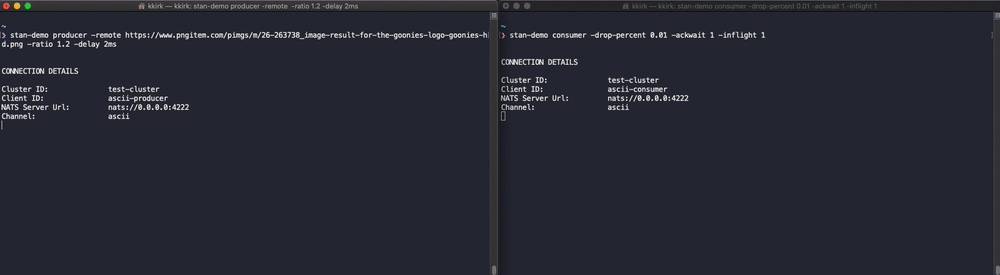 kkirk — kkirk: stan-demo producer -remote -ratio 1.2 -delay 2ms
~
❯ stan-demo producer -remote https://www.pngitem.com/pimgs/m/26-263738_image-result-for-the-goonies-logo-goonies-h
d.png -ratio 1.2 -delay 2ms
CONNECTION DETAILS
Cluster ID: test-cluster
Client ID: ascii-producer
NATS Server Url: nats://0.0.0.0:4222
Channel: ascii
kkirk — kkirk: stan-demo consumer -drop-percent 0.01 -ackwait 1 -inflight 1
~
❯ stan-demo consumer -drop-percent 0.01 -ackwait 1 -inflight 1
CONNECTION DETAILS
Cluster ID: test-cluster
Client ID: ascii-consumer
NATS Server Url: nats://0.0.0.0:4222
Channel: ascii